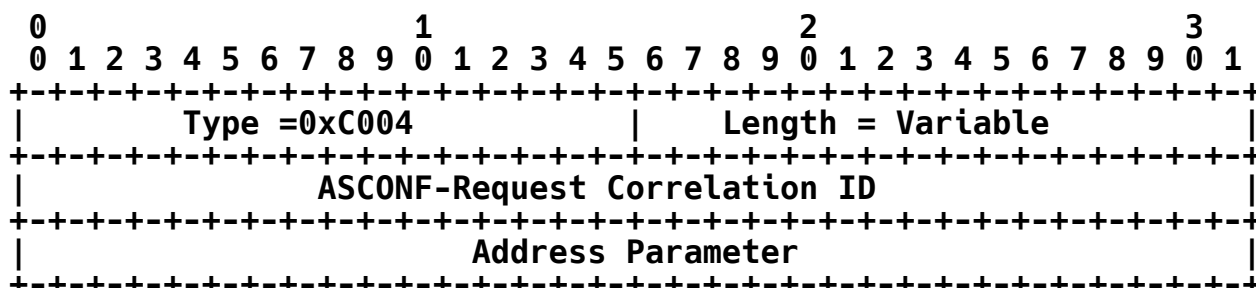 0                   1                   2                   3
 0 1 2 3 4 5 6 7 8 9 0 1 2 3 4 5 6 7 8 9 0 1 2 3 4 5 6 7 8 9 0 1
+-+-+-+-+-+-+-+-+-+-+-+-+-+-+-+-+-+-+-+-+-+-+-+-+-+-+-+-+-+-+-+-+
|        Type =0xC004           |    Length = Variable          |
+-+-+-+-+-+-+-+-+-+-+-+-+-+-+-+-+-+-+-+-+-+-+-+-+-+-+-+-+-+-+-+-+
|               ASCONF-Request Correlation ID                   |
+-+-+-+-+-+-+-+-+-+-+-+-+-+-+-+-+-+-+-+-+-+-+-+-+-+-+-+-+-+-+-+-+
|                       Address Parameter                       |
+-+-+-+-+-+-+-+-+-+-+-+-+-+-+-+-+-+-+-+-+-+-+-+-+-+-+-+-+-+-+-+-+